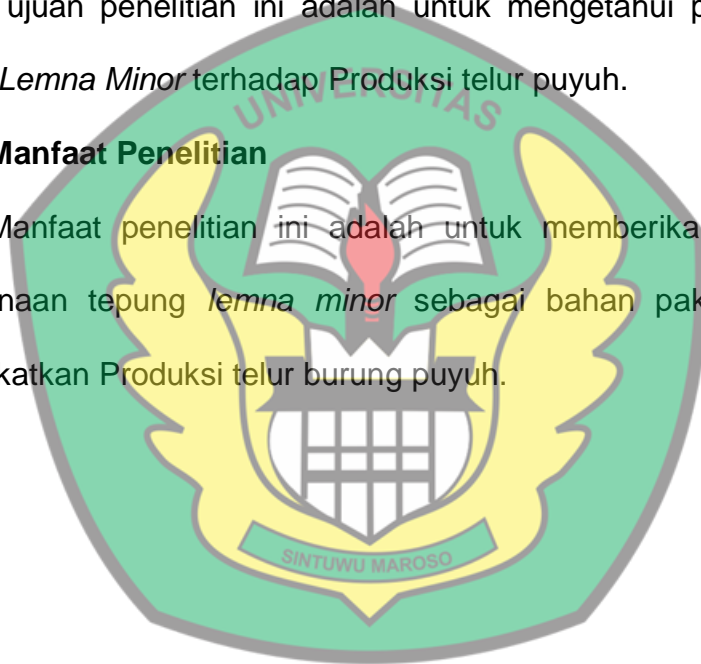 ujuan penelitian ini adalah untuk mengetahui
Lemna Minor terhadap Produksi telur puyuh.
UNIVERSITAS
Manfaat Penelitian
Manfaat penelitian ini adalah untuk memberika
naan tepung lemna minor sebagai bahan pak
katkan Produksi telur burung puyuh.
SINTUWU MAROSO